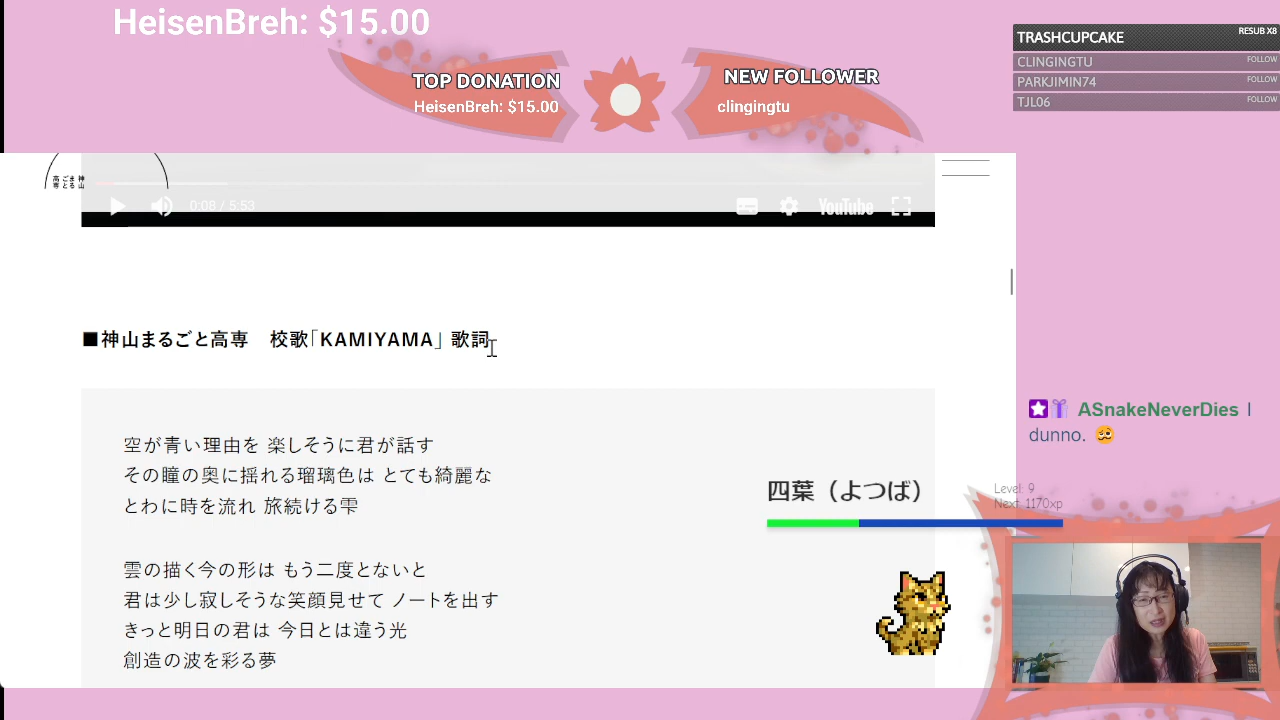 HeisenBreh: $15.00
TOP DONATION
HeisenBreh: $15.00
NEW FOLLOWER
clingingtu
TRASHCUPCAKE RESUB X8
CLINGINGTU FOLLOW
PARKJIMIN74 FOLLOW
TJL06 FOLLOW
神山
まるごと
高専
0:08 / 5:53
YouTube
■神山まるごと高専　校歌「KAMIYAMA」歌詞
空が青い理由を 楽しそうに君が話す
その瞳の奥に揺れる瑠璃色は とても綺麗な
とわに時を流れ 旅続ける雫
雲の描く今の形は もう二度とないと
君は少し寂しそうな笑顔見せて ノートを出す
きっと明日の君は 今日とは違う光
創造の波を彩る夢
ASnakeNeverDies I
dunno.
四葉（よつば）
Level: 9
Next: 1170xp